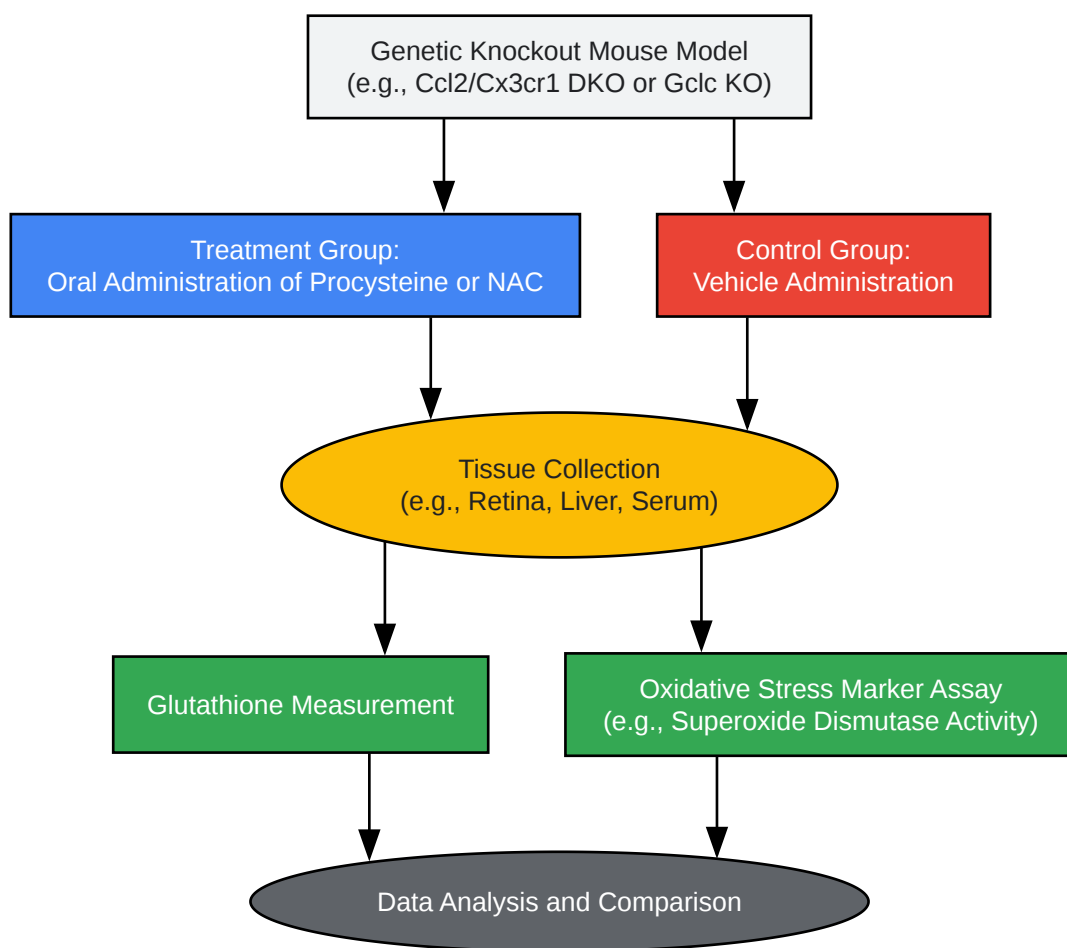 Genetic Knockout Mouse Model
(e.g., Ccl2/Cx3cr1 DKO or Gclc KO)
Treatment Group:
Oral Administration of Procysteine or NAC
Control Group:
Vehicle Administration
Tissue Collection
(e.g., Retina, Liver, Serum)
Glutathione Measurement
Oxidative Stress Marker Assay
(e.g., Superoxide Dismutase Activity)
Data Analysis and Comparison